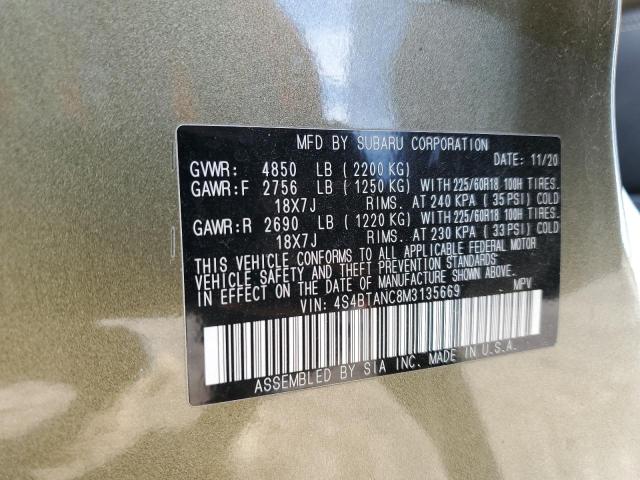 MFD BY SUBARU CORPORATION
GVWR: 4850 LB (2200 KG) DATE: 11/20
GAWR:F 2756 LB (1250 KG) WITH 225/60R18 100H TIRES.
18X7J RIMS. AT 240 KPA (35 PSI) COLD
GAWR:R 2690 LB (1220 KG) WITH 225/60R18 100H TIRES.
18X7J RIMS. AT 230 KPA (33 PSI) COLD
THIS VEHICLE CONFORMS TO ALL APPLICABLE FEDERAL MOTOR
VEHICLE SAFETY AND THEFT PREVENTION STANDARDS
IN EFFECT ON THE DATE OF MANUFACTURE SHOWN ABOVE.
VIN: 4S4BTANC8M3135669 MPV
ASSEMBLED BY SIA INC. MADE IN U.S.A.